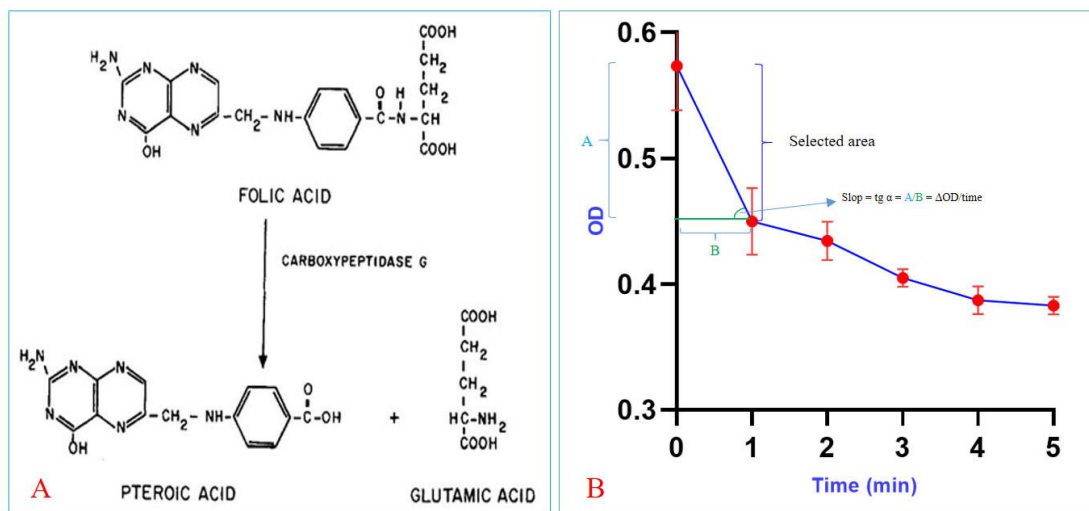 COOH
CH2
CH2
H2N
N
N
O
H
N
N
CH2
NH
C
N
CH
OH
COOH
FOLIC ACID
CARBOXYPEPTIDASE G
COOH
CH2
CH2
H2N
N
N
O
N
N
CH2
NH
C
OH
+
HC
NH2
OH
COOH
A
PTEROIC ACID
GLUTAMIC ACID
0.6
0.5
0.4
0.3
OD
A
Selected area
Slop = tg α = A/B = ΔOD/time
B
0 1 2 3 4 5
B
Time (min)